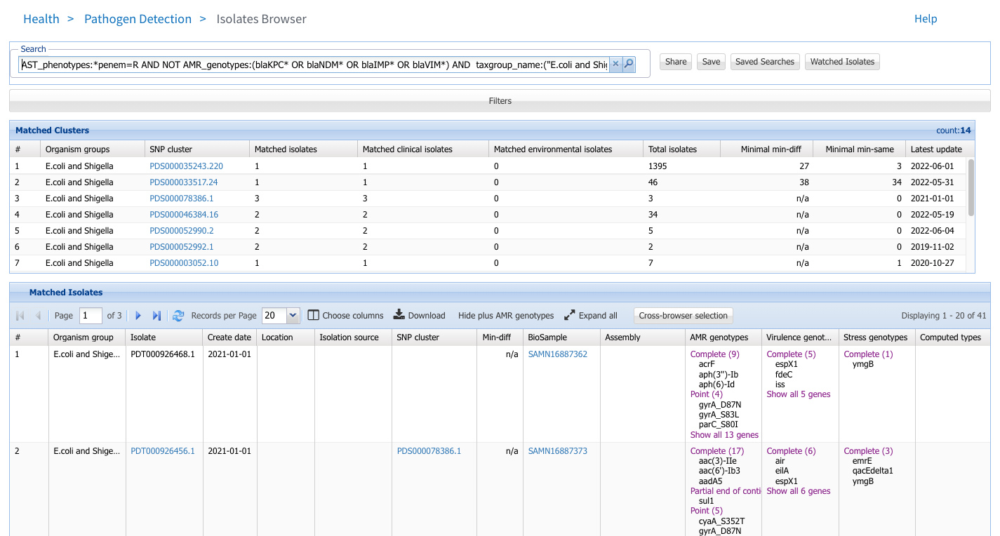 Health > Pathogen Detection > Isolates Browser Help
Search
AST_phenotypes:*penem=R AND NOT AMR_genotypes:(blaKPC* OR blaNDM* OR blaIMP* OR blaVIM*) AND taxgroup_name:("E.coli and Shig
Share Save Saved Searches Watched Isolates
Filters
Matched Clusters count:14
# Organism groups SNP cluster Matched isolates Matched clinical isolates Matched environmental isolates Total isolates Minimal min-diff Minimal min-same Latest update
1 E.coli and Shigella PDS000035243.220 1 1 0 1395 27 3 2022-06-01
2 E.coli and Shigella PDS000033517.24 1 1 0 46 38 34 2022-05-31
3 E.coli and Shigella PDS000078386.1 3 3 0 3 n/a 0 2021-01-01
4 E.coli and Shigella PDS000046384.16 2 2 0 34 n/a 0 2022-05-19
5 E.coli and Shigella PDS000052990.2 2 2 0 5 n/a 0 2022-06-04
6 E.coli and Shigella PDS000052992.1 2 2 0 2 n/a 0 2019-11-02
7 E.coli and Shigella PDS000003052.10 1 1 0 7 n/a 1 2020-10-27
Matched Isolates
Page 1 of 3 Records per Page 20 Choose columns Download Hide plus AMR genotypes Expand all Cross-browser selection Displaying 1 - 20 of 41
# Organism group Isolate Create date Location Isolation source SNP cluster Min-diff BioSample Assembly AMR genotypes Virulence genot... Stress genotypes Computed types
1 E.coli and Shige... PDT000926468.1 2021-01-01 n/a SAMN16887362 Complete (9) Complete (5) Complete (1)
acrF espX1 ymgB
aph(3")-Ib fdeC
aph(6)-Id iss
Point (4) Show all 5 genes
gyrA_D87N
gyrA_S83L
parC_S80I
Show all 13 genes
2 E.coli and Shige... PDT000926456.1 2021-01-01 PDS000078386.1 n/a SAMN16887373 Complete (17) Complete (6) Complete (3)
aac(3)-IIe air emrE
aac(6')-Ib3 eilA qacEdelta1
aadA5 espX1 ymgB
Partial end of conti Show all 6 genes
sul1
Point (5)
cyaA_S352T
gyrA_D87N